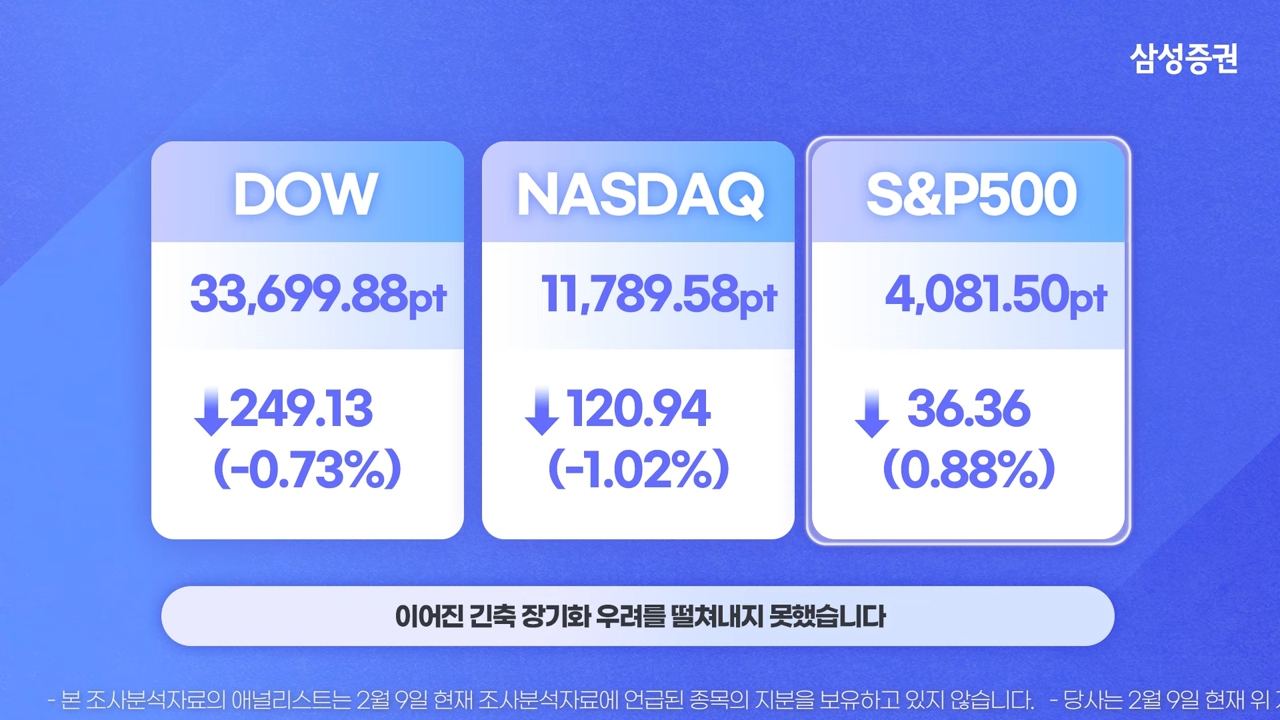 삼성증권
DOW
33,699.88pt
249.13
(-0.73%)
NASDAQ
11,789.58pt
120.94
(-1.02%)
S&P500
4,081.50pt
36.36
(0.88%)
이어진 긴축 장기화 우려를 떨쳐내지 못했습니다
- 본 조사분석자료의 애널리스트는 2월 9일 현재 조사분석자료에 언급된 종목의 지분을 보유하고 있지 않습니다. - 당사는 2월 9일 현재 위